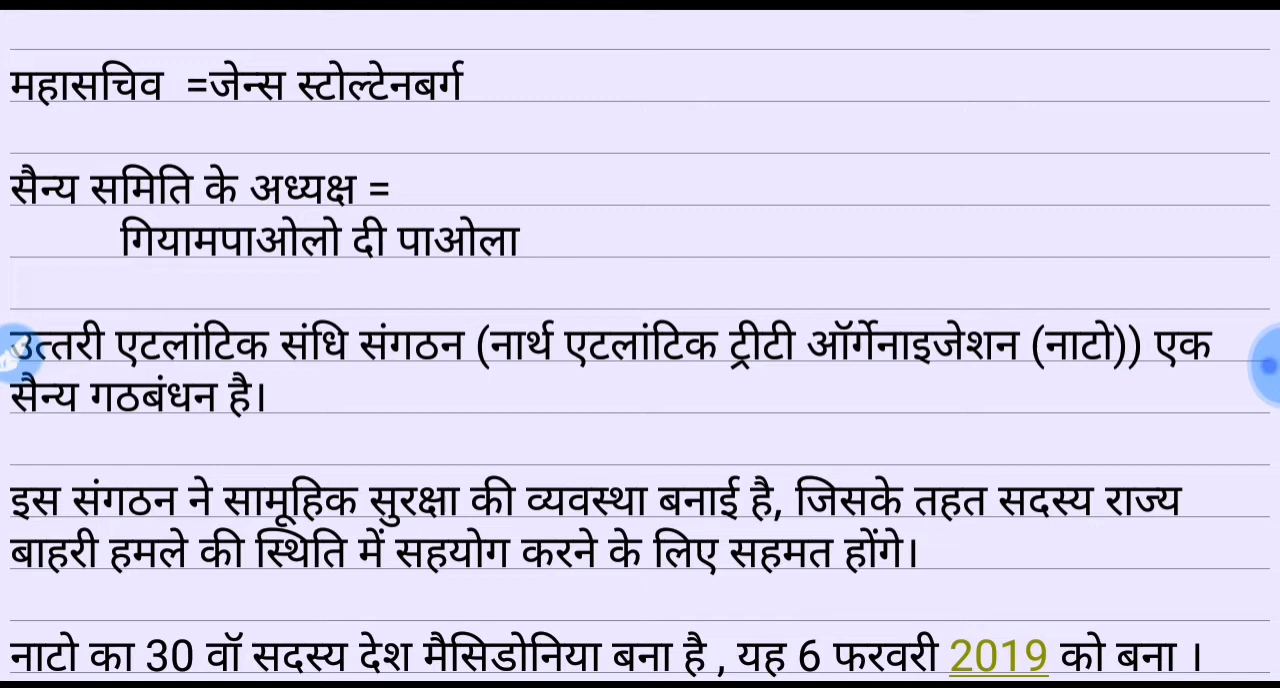 महासचिव =जेन्स स्टोल्टेनबर्ग
सैन्य समिति के अध्यक्ष =
गियामपाओलो दी पाओला
उत्तरी एटलांटिक संधि संगठन (नार्थ एटलांटिक ट्रीटी ऑर्गेनाइजेशन (नाटो)) एक
सैन्य गठबंधन है।
इस संगठन ने सामूहिक सुरक्षा की व्यवस्था बनाई है, जिसके तहत सदस्य राज्य
बाहरी हमले की स्थिति में सहयोग करने के लिए सहमत होंगे।
नाटो का 30 वॉ सदस्य देश मैसिडोनिया बना है , यह 6 फरवरी 2019 को बना ।